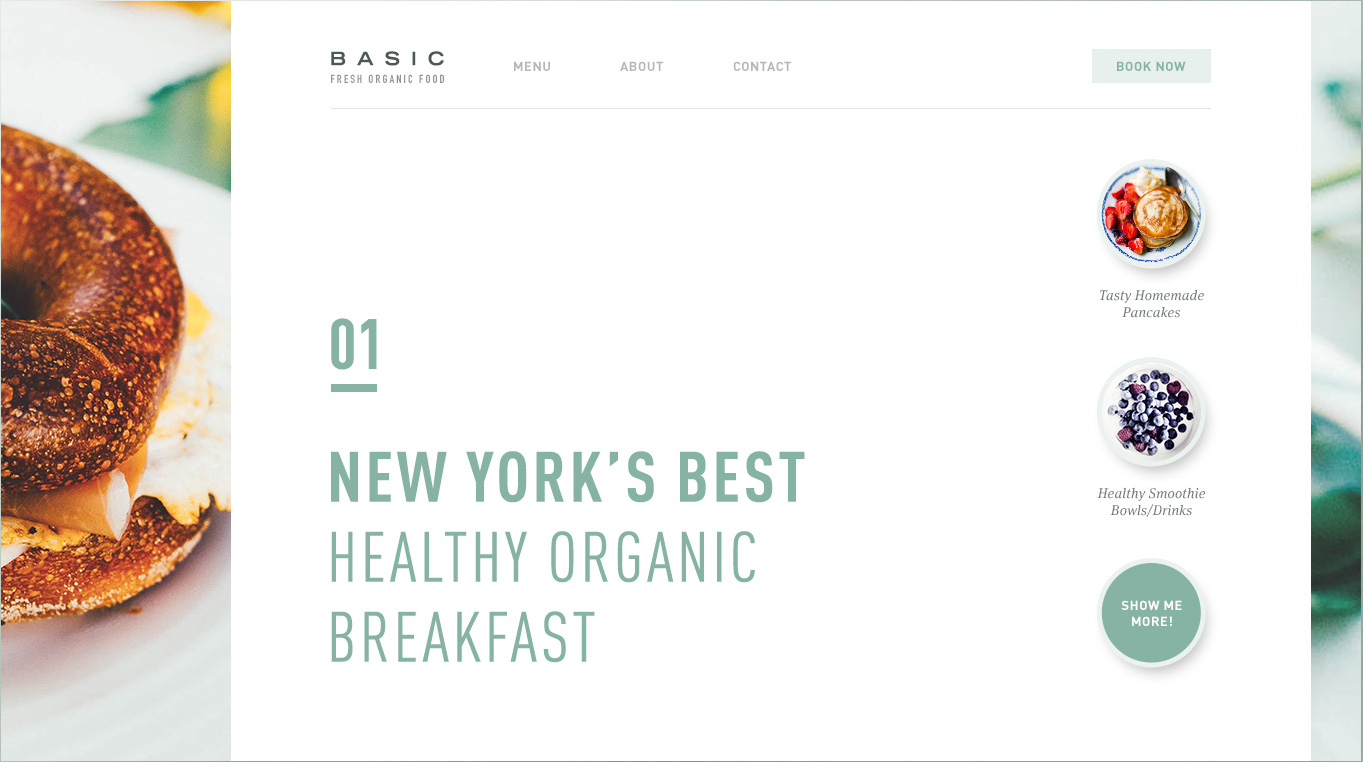 BASIC
FRESH ORGANIC FOOD
MENU
ABOUT
CONTACT
BOOK NOW
01
NEW YORK’S BEST
HEALTHY ORGANIC
BREAKFAST
Tasty Homemade
Pancakes
Healthy Smoothie
Bowls/Drinks
SHOW ME
MORE!